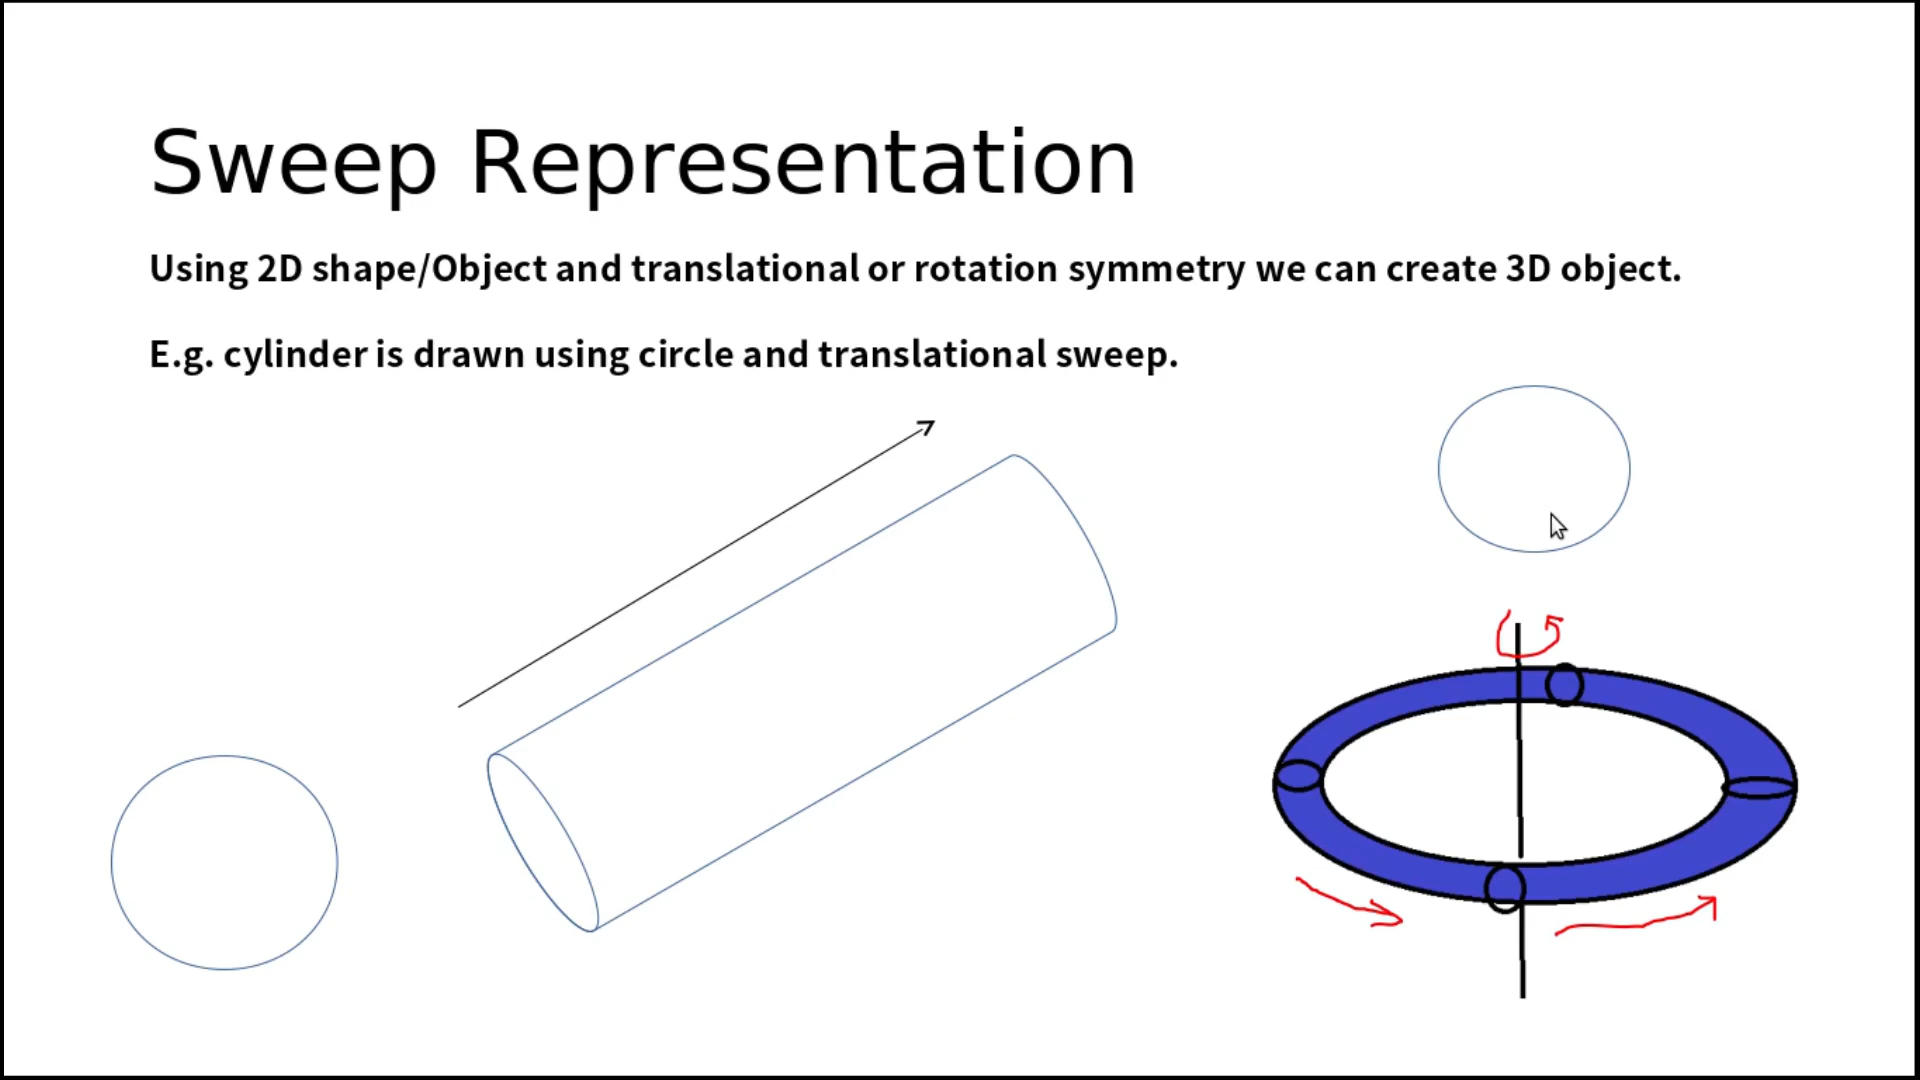 Sweep Representation
Using 2D shape/Object and translational or rotation symmetry we can create 3D object.
E.g. cylinder is drawn using circle and translational sweep.